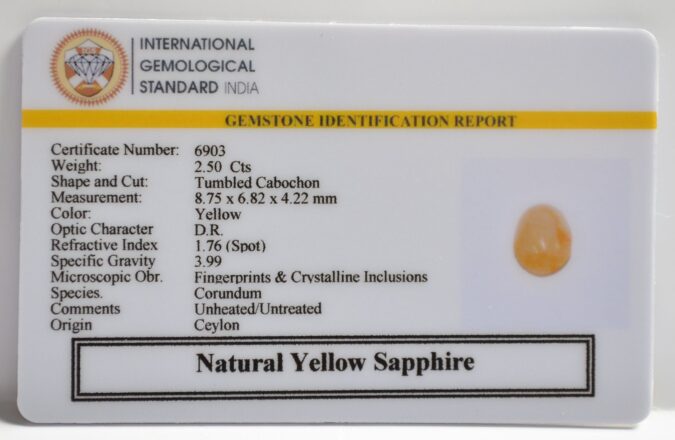 IGS
INTERNATIONAL
GEMOLOGICAL
STANDARD INDIA
GEMSTONE IDENTIFICATION REPORT
Certificate Number: 6903
Weight: 2.50 Cts
Shape and Cut: Tumbled Cabochon
Measurement: 8.75 x 6.82 x 4.22 mm
Color: Yellow
Optic Character D.R.
Refractive Index 1.76 (Spot)
Specific Gravity 3.99
Microscopic Obr. Fingerprints & Crystalline Inclusions
Species. Corundum
Comments Unheated/Untreated
Origin Ceylon
Natural Yellow Sapphire